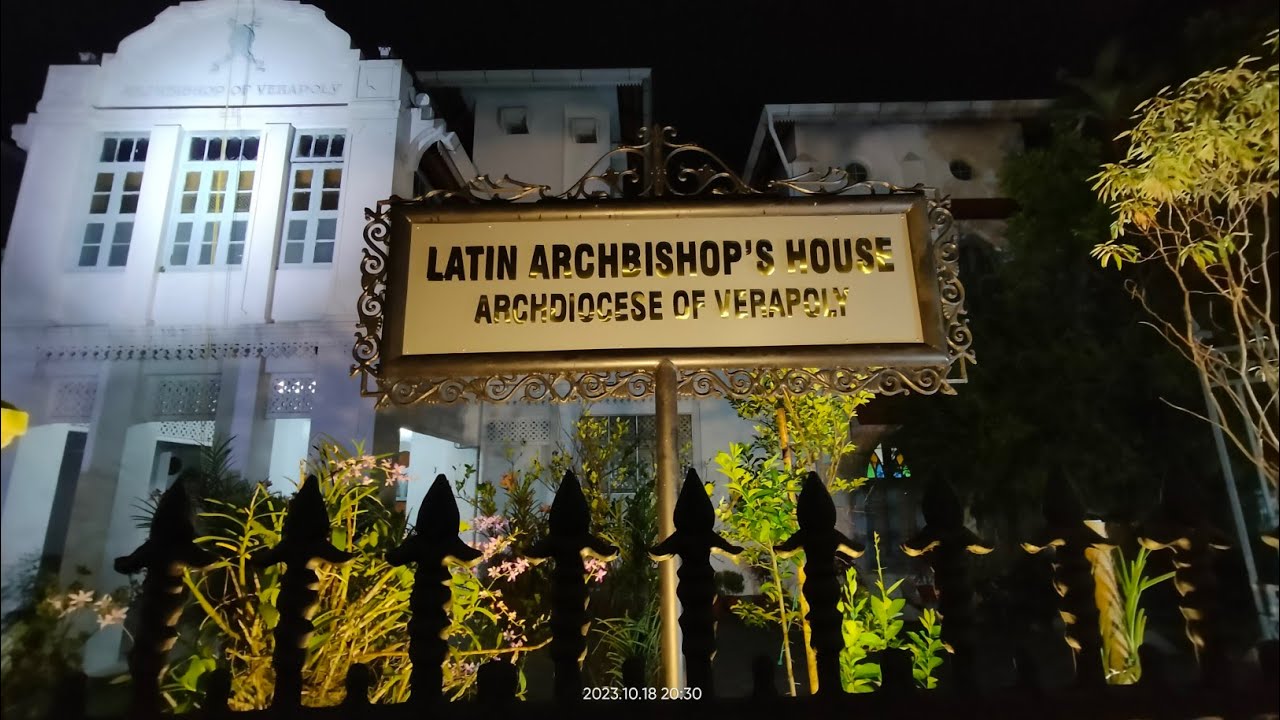 ARCHBISHOP OF VERAPOLY
LATIN ARCHBISHOP'S HOUSE
ARCHDIOCESE OF VERAPOLY
2023.10.18 20:30